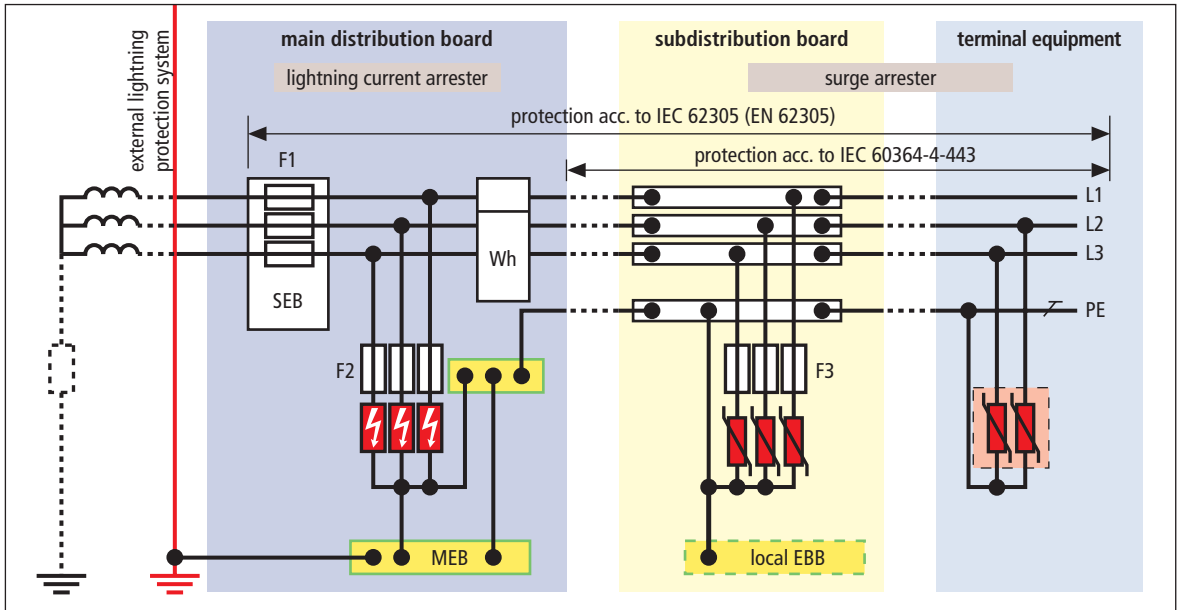 external lightning
protection system
main distribution board
lightning current arrester
subdistribution board
terminal equipment
surge arrester
protection acc. to IEC 62305 (EN 62305)
protection acc. to IEC 60364-4-443
F1
L1
L2
Wh
L3
SEB
PE
F2
F3
MEB
local EBB